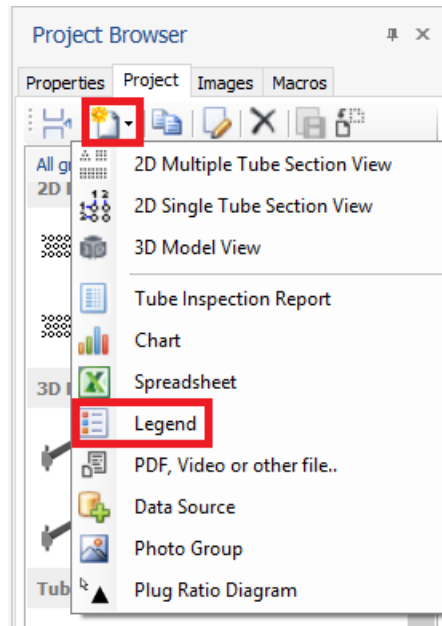 Project Browser
Properties Project Images Macros
All g
2D
2D Multiple Tube Section View
2D Single Tube Section View
3D Model View
Tube Inspection Report
Chart
Spreadsheet
3D
Legend
PDF, Video or other file..
Data Source
Photo Group
Tub
Plug Ratio Diagram